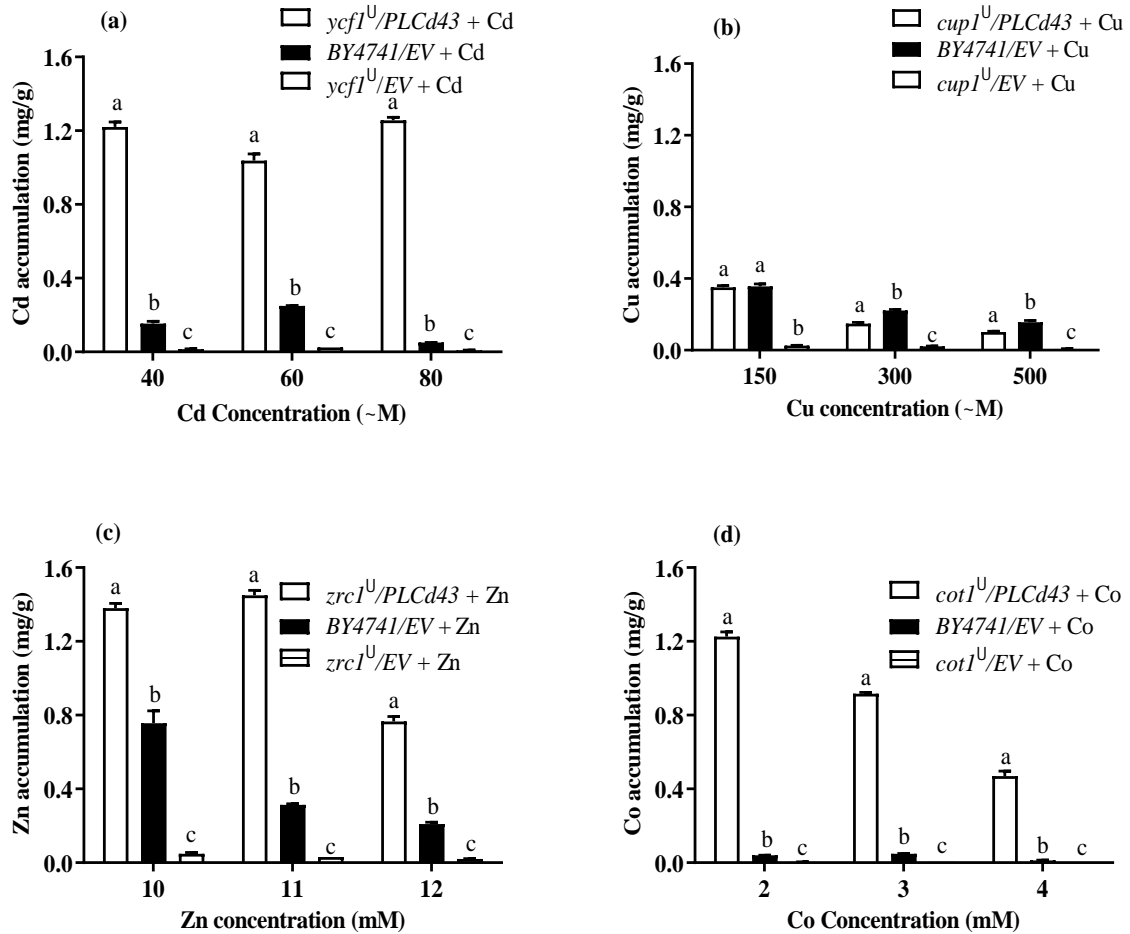 (a)
ycf1ᵁ/PLCd43 + Cd
BY4741/EV + Cd
ycf1ᵁ/EV + Cd
Cd accumulation (mg/g)
1.6
1.2
0.8
0.4
0.0
a
b
c
a
b
c
a
b
c
40
60
80
Cd Concentration (~M)
(b)
cup1ᵁ/PLCd43 + Cu
BY4741/EV + Cu
cup1ᵁ/EV + Cu
Cu accumulation (mg/g)
1.6
1.2
0.8
0.4
0.0
a
a
b
a
b
c
a
b
c
150
300
500
Cu concentration (~M)
(c)
zrc1ᵁ/PLCd43 + Zn
BY4741/EV + Zn
zrc1ᵁ/EV + Zn
Zn accumulation (mg/g)
1.6
1.2
0.8
0.4
0.0
a
b
c
a
b
c
a
b
c
10
11
12
Zn concentration (mM)
(d)
cot1ᵁ/PLCd43 + Co
BY4741/EV + Co
cot1ᵁ/EV + Co
Co accumulation (mg/g)
1.6
1.2
0.8
0.4
0.0
a
b
c
a
b
c
a
b
c
2
3
4
Co Concentration (mM)